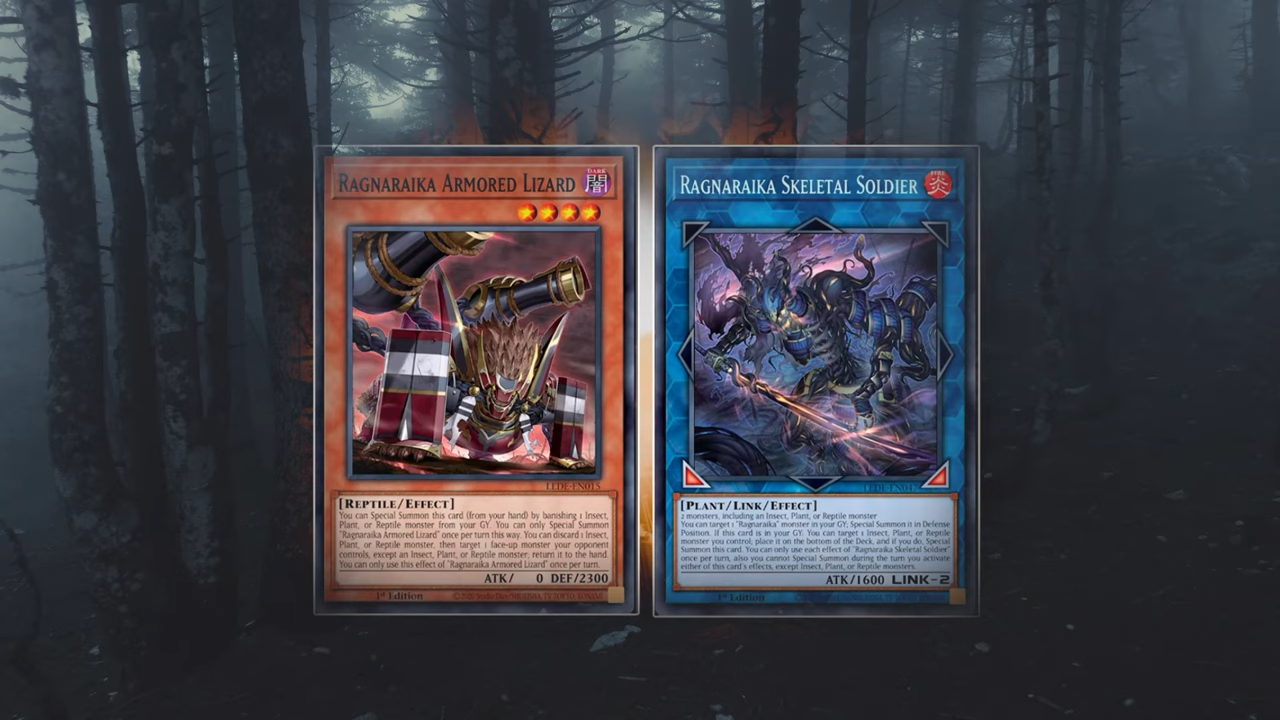 RAGNARAIKA ARMORED LIZARD
DARK
闇
LEDE-EN015
[REPTILE/EFFECT]
You can Special Summon this card (from your hand) by banishing 1 Insect,
Plant, or Reptile monster from your GY. You can only Special Summon
"Ragnaraika Armored Lizard" once per turn this way. You can discard 1 Insect,
Plant, or Reptile monster, then target 1 face-up monster your opponent
controls, except an Insect, Plant, or Reptile monster; return it to the hand.
You can only use this effect of "Ragnaraika Armored Lizard" once per turn.
ATK/ 0 DEF/2300
1st Edition
RAGNARAIKA SKELETAL SOLDIER
FIRE
炎
[PLANT/LINK/EFFECT]
2 monsters, including an Insect, Plant, or Reptile monster
You can target 1 "Ragnaraika" monster in your GY; Special Summon it in Defense
Position. If this card is in your GY: You can target 1 Insect, Plant, or Reptile
monster you control; place it on the bottom of the Deck, and if you do, Special
Summon this card. You can only use each effect of "Ragnaraika Skeletal Soldier"
once per turn, also you cannot Special Summon during the turn you activate
either of this card's effects, except Insect, Plant, or Reptile monsters.
ATK/1600 LINK-2
1st Edition